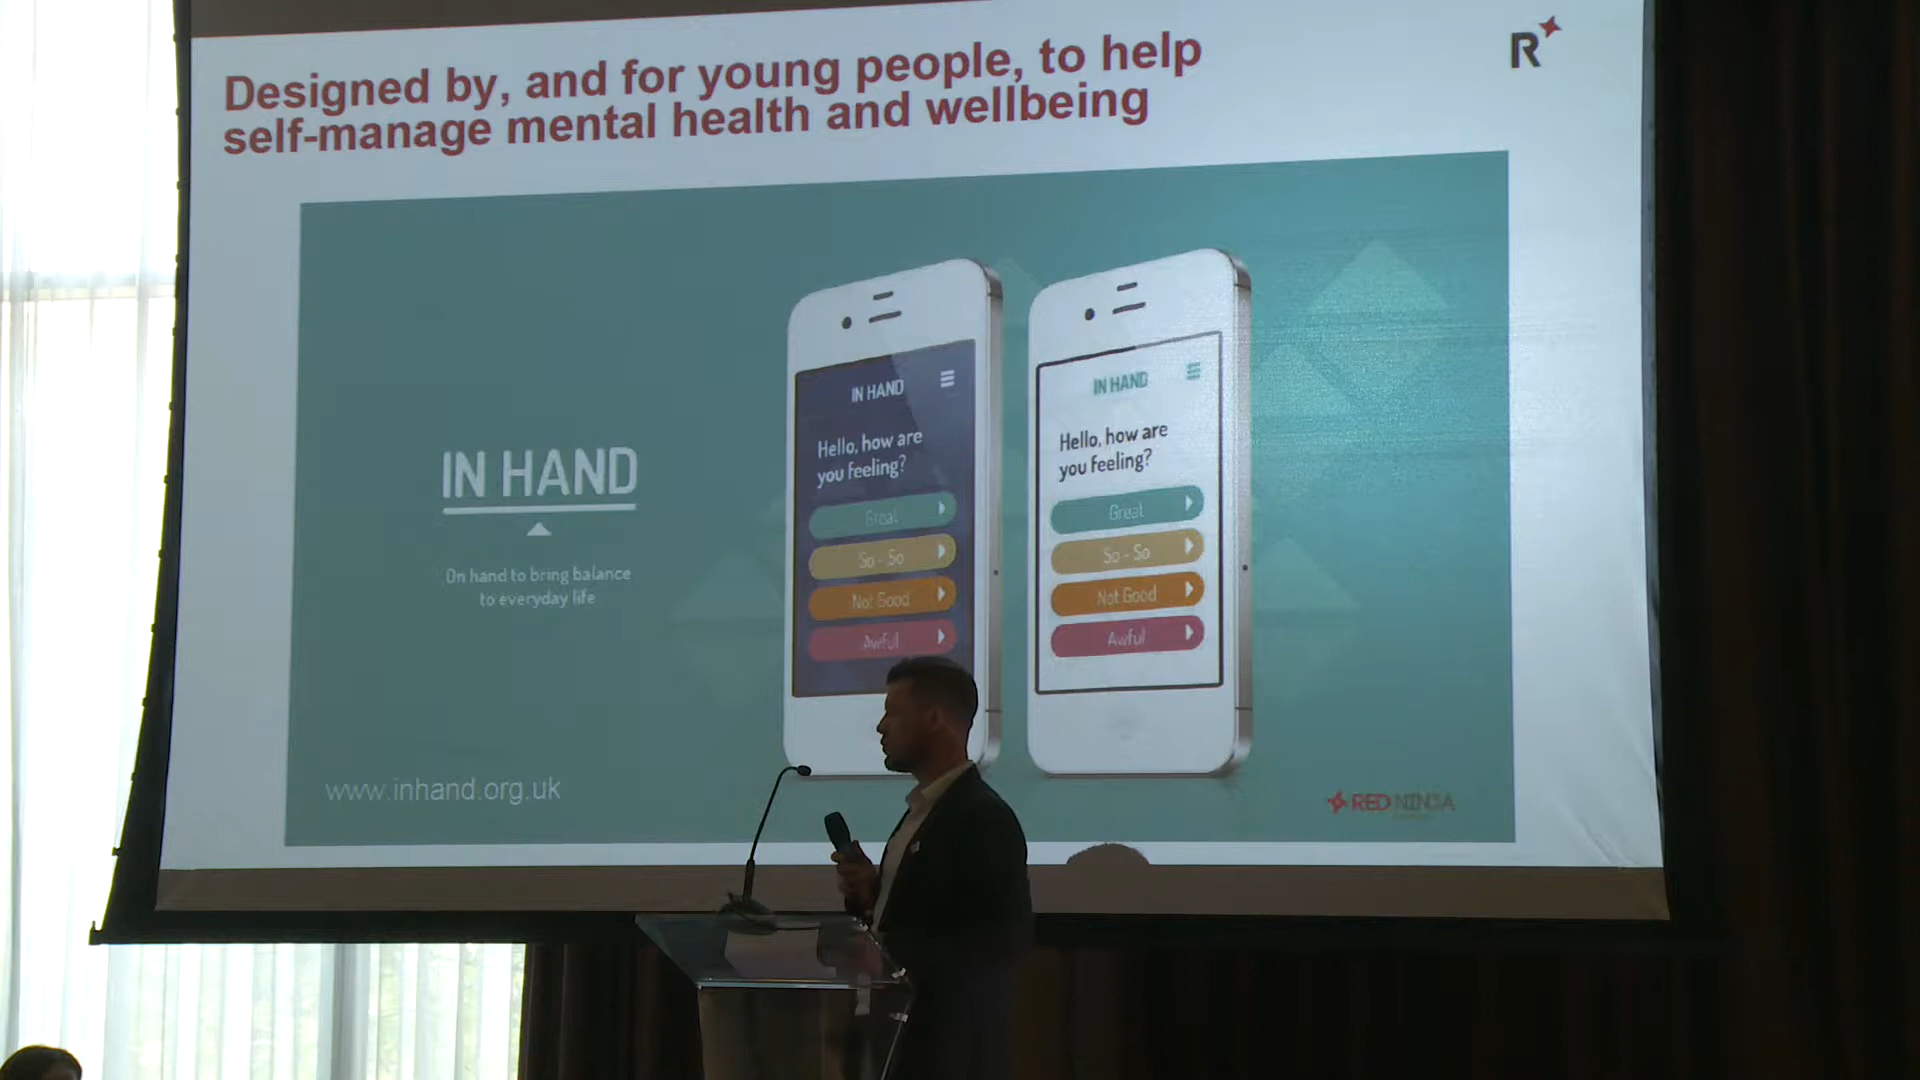 Designed by, and for young people, to help
self-manage mental health and wellbeing
R
IN HAND
On hand to bring balance
to everyday life
www.inhand.org.uk
IN HAND
Hello, how are
you feeling?
Great
So - So
Not Good
Awful
IN HAND
Hello, how are
you feeling?
Great
So - So
Not Good
Awful
RED NINJA